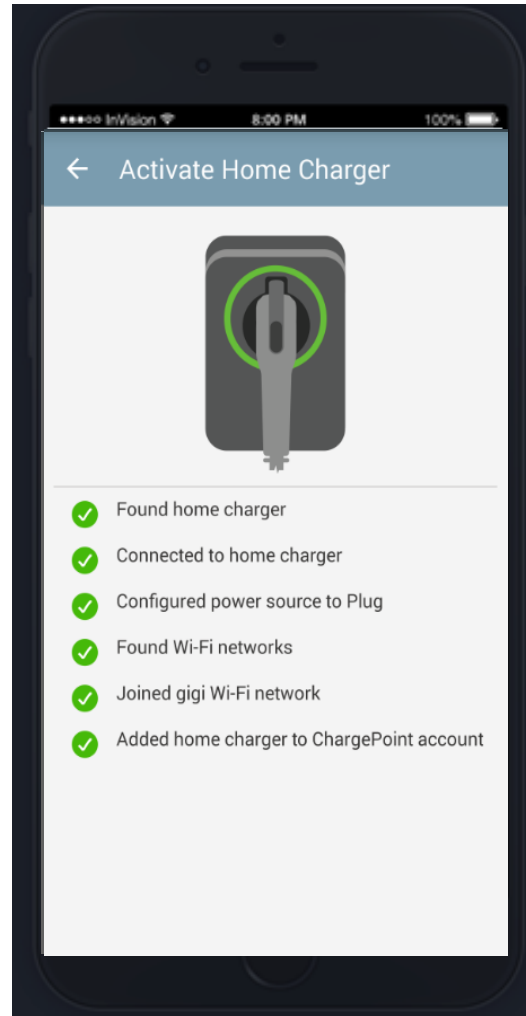 InVision 8:00 PM 100%
Activate Home Charger
Found home charger
Connected to home charger
Configured power source to Plug
Found Wi-Fi networks
Joined gigi Wi-Fi network
Added home charger to ChargePoint account